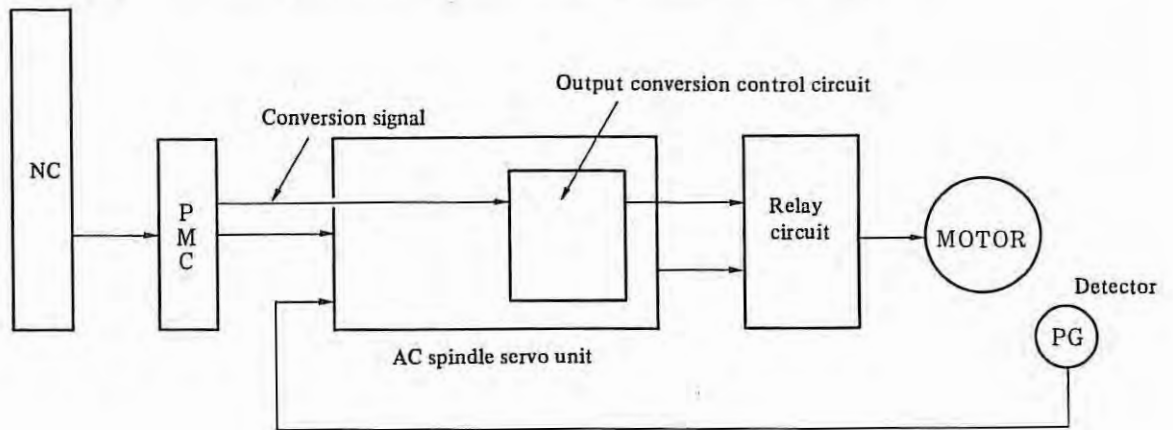 Output conversion control circuit
Conversion signal
NC
P
M
C
Relay
circuit
MOTOR
Detector
PG
AC spindle servo unit